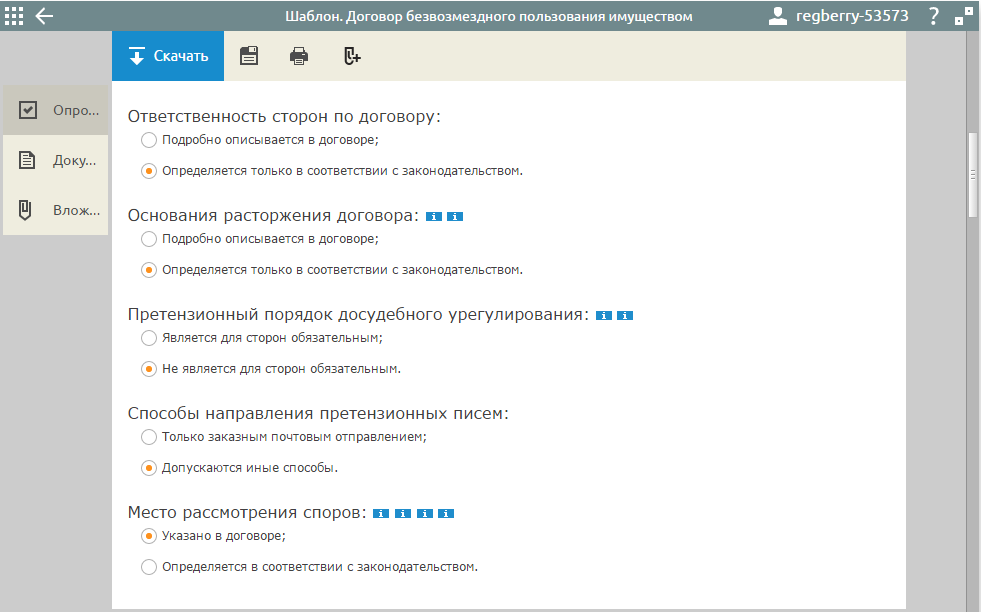 Шаблон. Договор безвозмездного пользования имуществом
regberry-53573
?
Скачать
Опро...
Доку...
Влож...
Ответственность сторон по договору:
Подробно описывается в договоре;
Определяется только в соответствии с законодательством.
Основания расторжения договора: i i
Подробно описывается в договоре;
Определяется только в соответствии с законодательством.
Претензионный порядок досудебного урегулирования: i i
Является для сторон обязательным;
Не является для сторон обязательным.
Способы направления претензионных писем:
Только заказным почтовым отправлением;
Допускаются иные способы.
Место рассмотрения споров: i i i i
Указано в договоре;
Определяется в соответствии с законодательством.